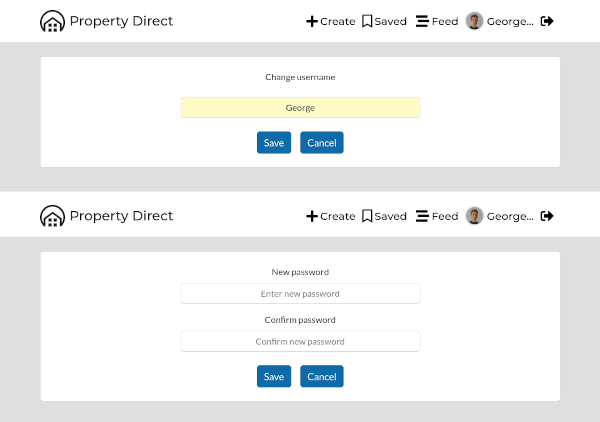 Property Direct Create Saved Feed George...
Change username
George
Save Cancel
Property Direct Create Saved Feed George...
New password
Enter new password
Confirm password
Confirm new password
Save Cancel